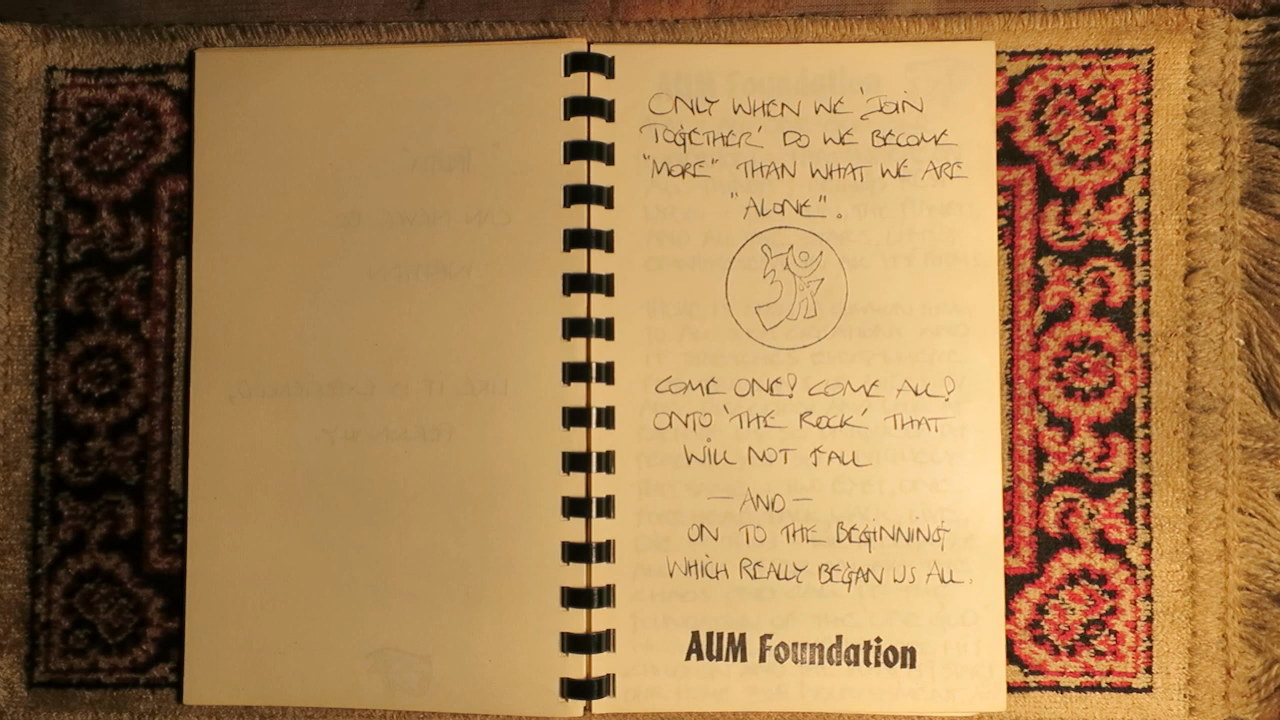 ONLY WHEN WE 'JOIN
TOGETHER' DO WE BECOME
"MORE" THAN WHAT WE ARE
"ALONE".
COME ONE! COME ALL!
ONTO 'THE ROCK' THAT
WILL NOT FALL
—AND—
ON TO THE BEGINNING
WHICH REALLY BEGAN US ALL.
AUM Foundation